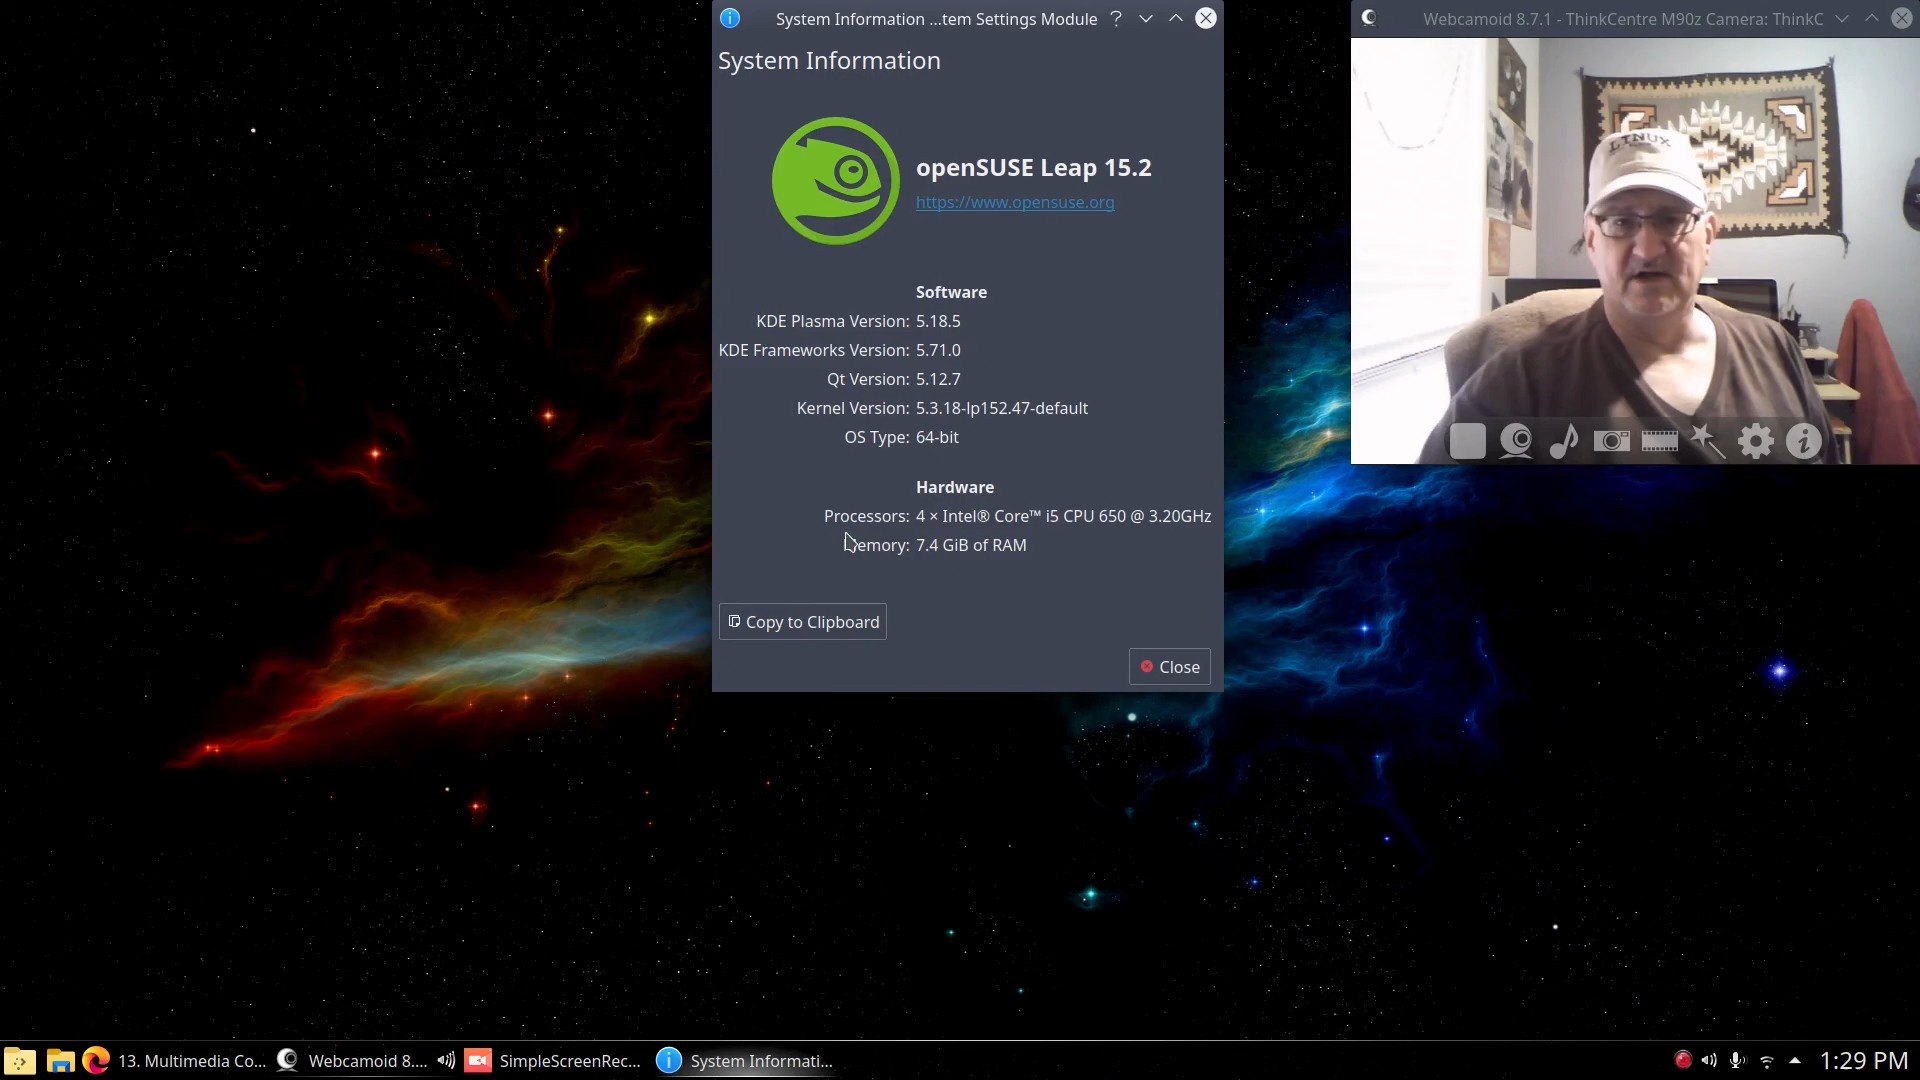 System Information ...tem Settings Module
System Information
openSUSE Leap 15.2
https://www.opensuse.org
Software
KDE Plasma Version: 5.18.5
KDE Frameworks Version: 5.71.0
Qt Version: 5.12.7
Kernel Version: 5.3.18-lp152.47-default
OS Type: 64-bit
Hardware
Processors: 4 × Intel® Core™ i5 CPU 650 @ 3.20GHz
emory: 7.4 GiB of RAM
Copy to Clipboard
Close
Webcamoid 8.7.1 - ThinkCentre M90z Camera: ThinkC
LINUX
13. Multimedia Co...
Webcamoid 8....
SimpleScreenRec...
System Informati...
1:29 PM